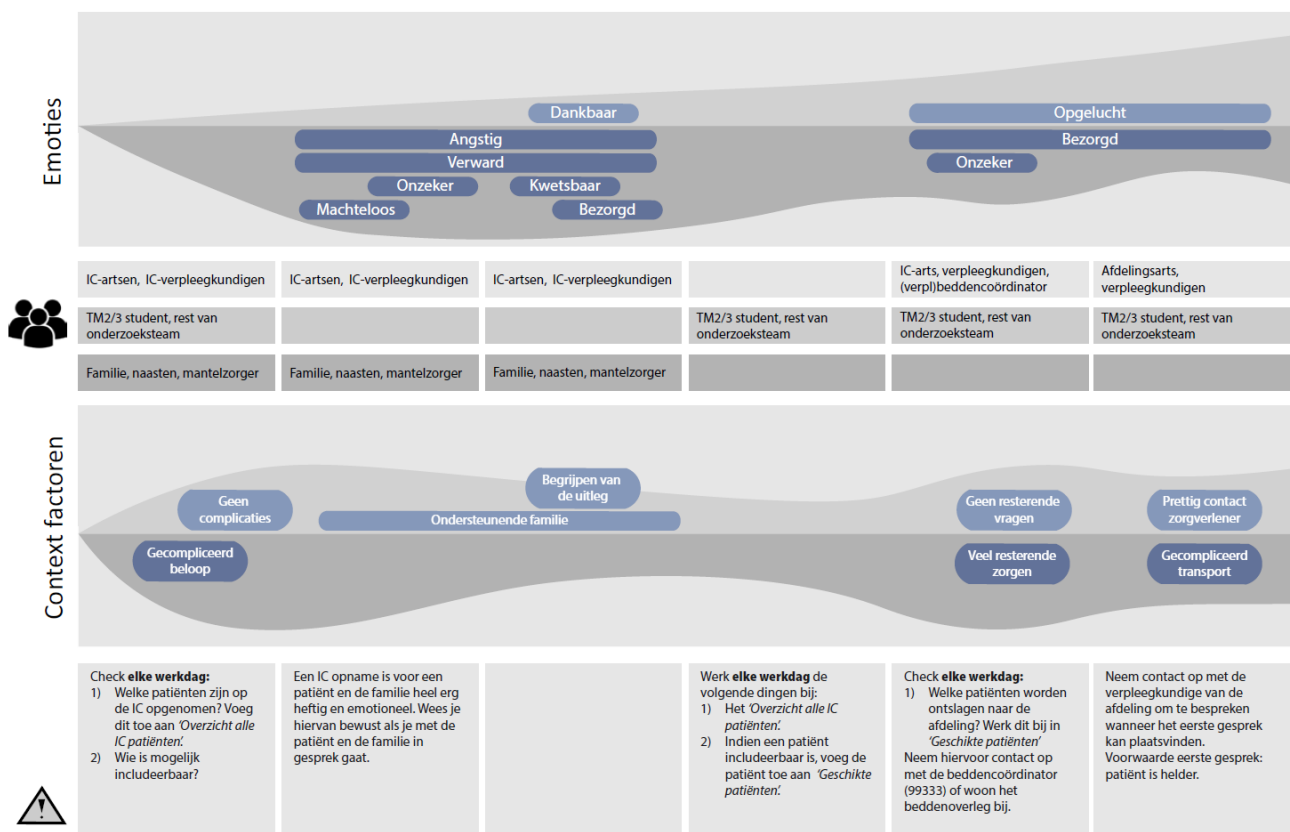 Emoties
Dankbaar
Opgelucht
Angstig
Bezorgd
Verward
Onzeker
Onzeker
Kwetsbaar
Machteloos
Bezorgd
IC-artsen, IC-verpleegkundigen
IC-artsen, IC-verpleegkundigen
IC-artsen, IC-verpleegkundigen
IC-arts, verpleegkundigen,
(verpl)beddencoördinator
Afdelingsarts,
verpleegkundigen
TM2/3 student, rest van
onderzoeksteam
TM2/3 student, rest van
onderzoeksteam
TM2/3 student, rest van
onderzoeksteam
TM2/3 student, rest van
onderzoeksteam
Familie, naasten, mantelzorger
Familie, naasten, mantelzorger
Familie, naasten, mantelzorger
Context factoren
Geen
complicaties
Begrijpen van
de uitleg
Ondersteunende familie
Geen resterende
vragen
Prettig contact
zorgverlener
Gecompliceerd
beloop
Veel resterende
zorgen
Gecompliceerd
transport
Check elke werkdag:
1) Welke patiënten zijn op
de IC opgenomen? Voeg
dit toe aan 'Overzicht alle
IC patiënten'.
2) Wie is mogelijk
includeerbaar?
Een IC opname is voor een
patiënt en de familie heel erg
heftig en emotioneel. Wees je
hiervan bewust als je met de
patiënt en de familie in
gesprek gaat.
Werk elke werkdag de
volgende dingen bij:
1) Het 'Overzicht alle IC
patiënten'.
2) Indien een patiënt
includeerbaar is, voeg de
patiënt toe aan 'Geschikte
patiënten'.
Check elke werkdag:
1) Welke patiënten worden
ontslagen naar de
afdeling? Werk dit bij in
'Geschikte patiënten'
Neem hiervoor contact op
met de beddencoördinator
(99333) of woon het
beddenoverleg bij.
Neem contact op met de
verpleegkundige van de
afdeling om te bespreken
wanneer het eerste gesprek
kan plaatsvinden.
Voorwaarde eerste gesprek:
patiënt is helder.